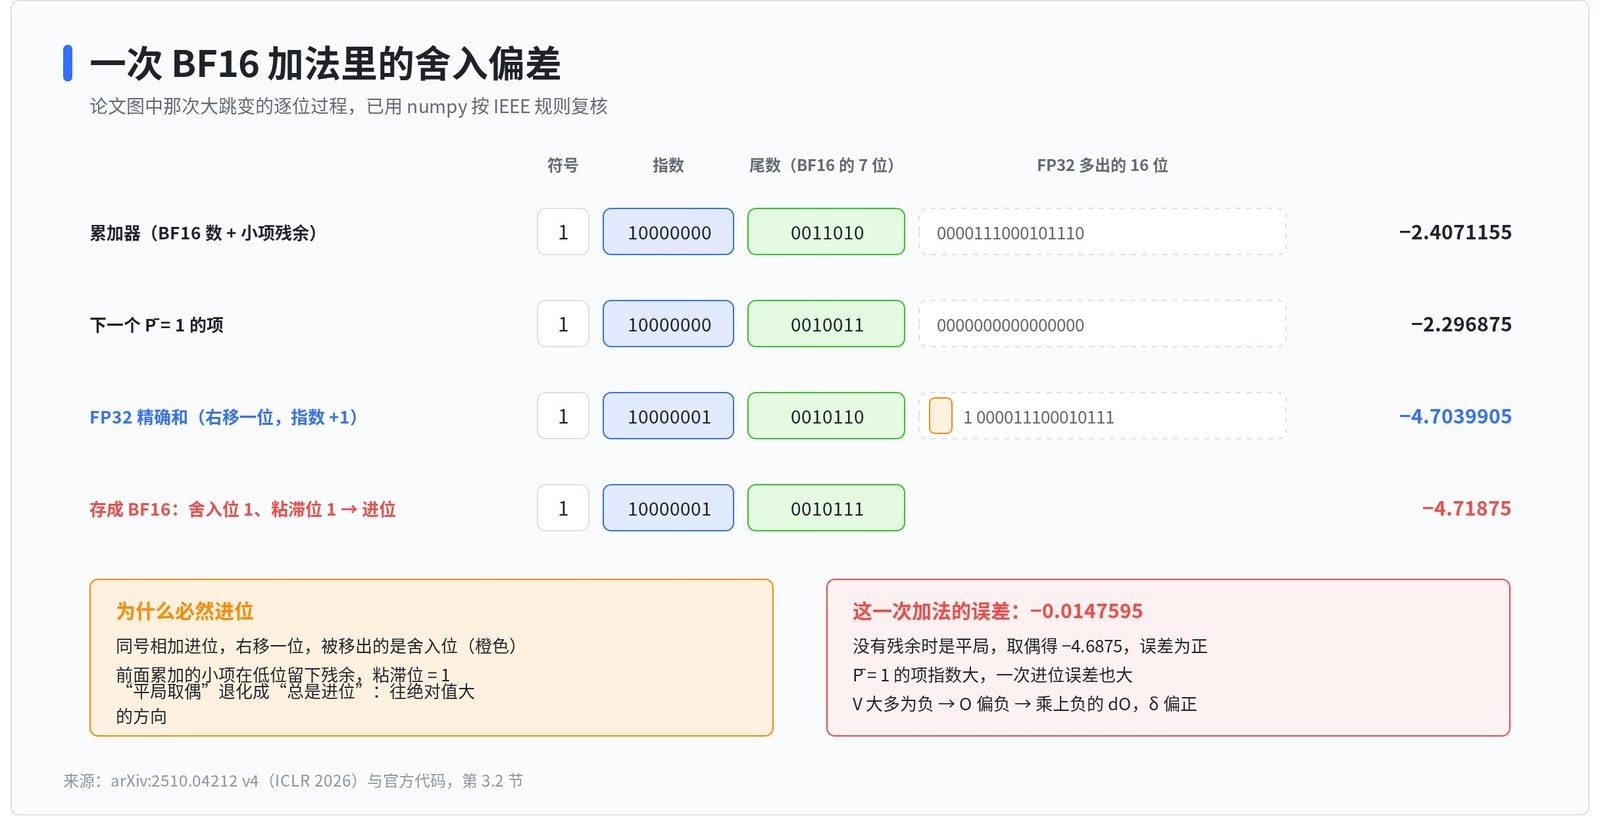 一次 BF16 加法里的舍入偏差
论文图中那次大跳变的逐位过程，已用 numpy 按 IEEE 规则复核
符号 指数 尾数（BF16 的 7 位） FP32 多出的 16 位
累加器（BF16 数 + 小项残余） 1 10000000 0011010 0000111000101110 −2.4071155
下一个 P̄ = 1 的项 1 10000000 0010011 0000000000000000 −2.296875
FP32 精确和（右移一位，指数 +1） 1 10000001 0010110 1 000011100010111 −4.7039905
存成 BF16：舍入位 1、粘滞位 1 → 进位 1 10000001 0010111 −4.71875
为什么必然进位
同号相加进位，右移一位，被移出的是舍入位（橙色）
前面累加的小项在低位留下残余，粘滞位 = 1
“平局取偶”退化成“总是进位”：往绝对值大
的方向
这一次加法的误差：−0.0147595
没有残余时是平局，取偶得 −4.6875，误差为正
P̄ = 1 的项指数大，一次进位误差也大
V 大多为负 → O 偏负 → 乘上负的 dO，δ 偏正
来源：arXiv:2510.04212 v4（ICLR 2026）与官方代码，第 3.2 节